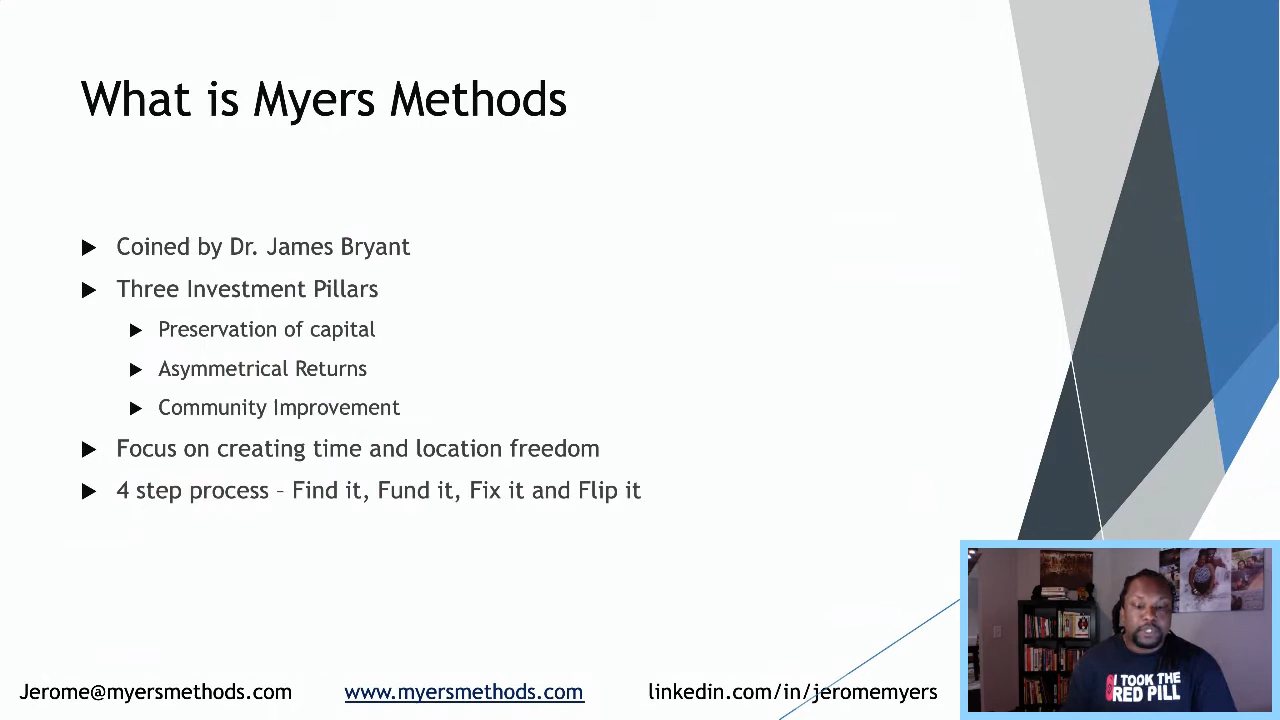 What is Myers Methods
Coined by Dr. James Bryant
Three Investment Pillars
Preservation of capital
Asymmetrical Returns
Community Improvement
Focus on creating time and location freedom
4 step process – Find it, Fund it, Fix it and Flip it
Jerome@myersmethods.com
www.myersmethods.com
linkedin.com/in/jeromemyers
I TOOK THE
RED PILL